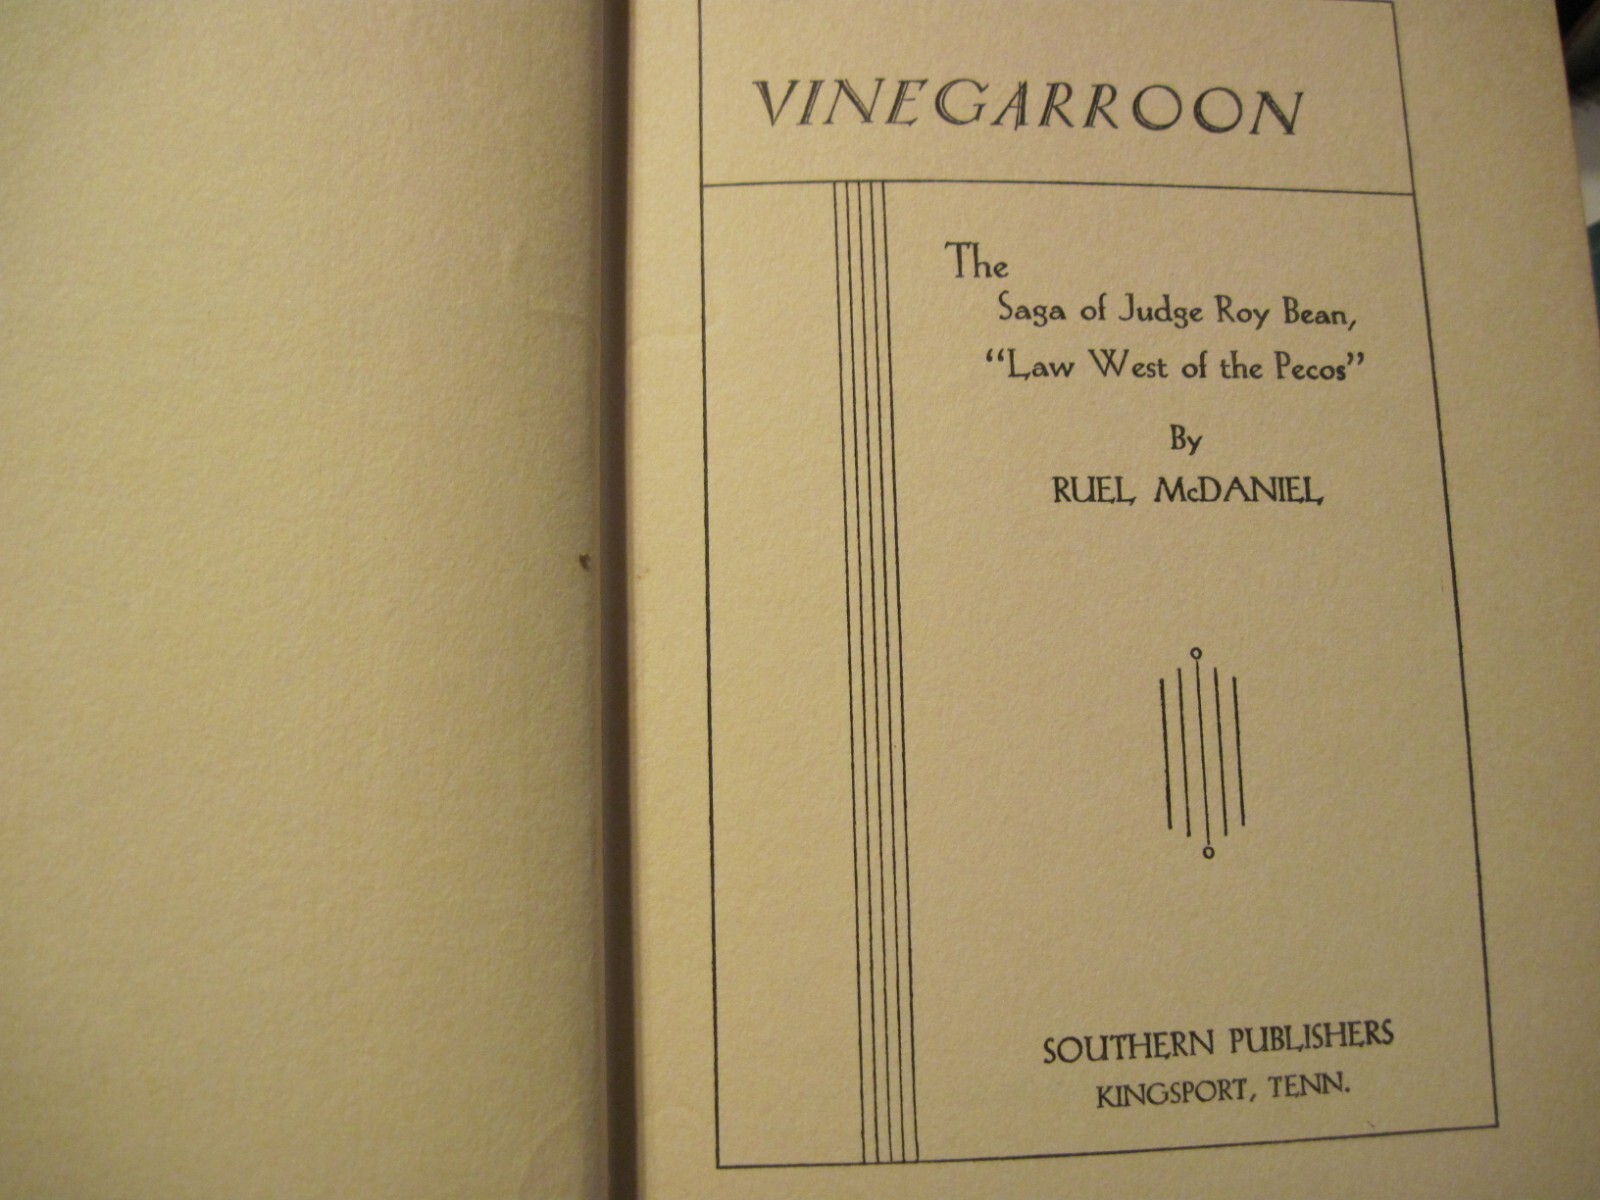 VINEGARROON
The
Saga of Judge Roy Bean,
“Law West of the Pecos”
By
RUEL McDANIEL
SOUTHERN PUBLISHERS
KINGSPORT, TENN.